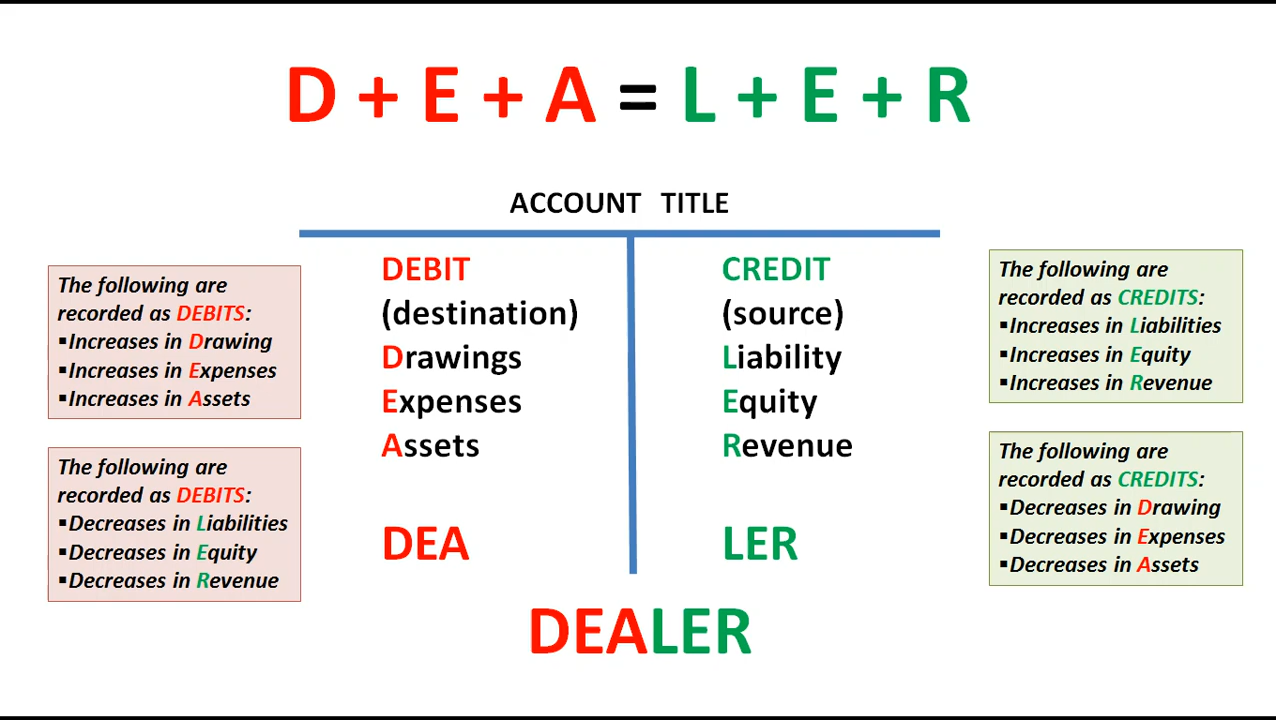 D + E + A = L + E + R
ACCOUNT TITLE
DEBIT
(destination)
Drawings
Expenses
Assets
DEA
CREDIT
(source)
Liability
Equity
Revenue
LER
DEALER
The following are
recorded as DEBITS:
▪Increases in Drawing
▪Increases in Expenses
▪Increases in Assets
The following are
recorded as DEBITS:
▪Decreases in Liabilities
▪Decreases in Equity
▪Decreases in Revenue
The following are
recorded as CREDITS:
▪Increases in Liabilities
▪Increases in Equity
▪Increases in Revenue
The following are
recorded as CREDITS:
▪Decreases in Drawing
▪Decreases in Expenses
▪Decreases in Assets